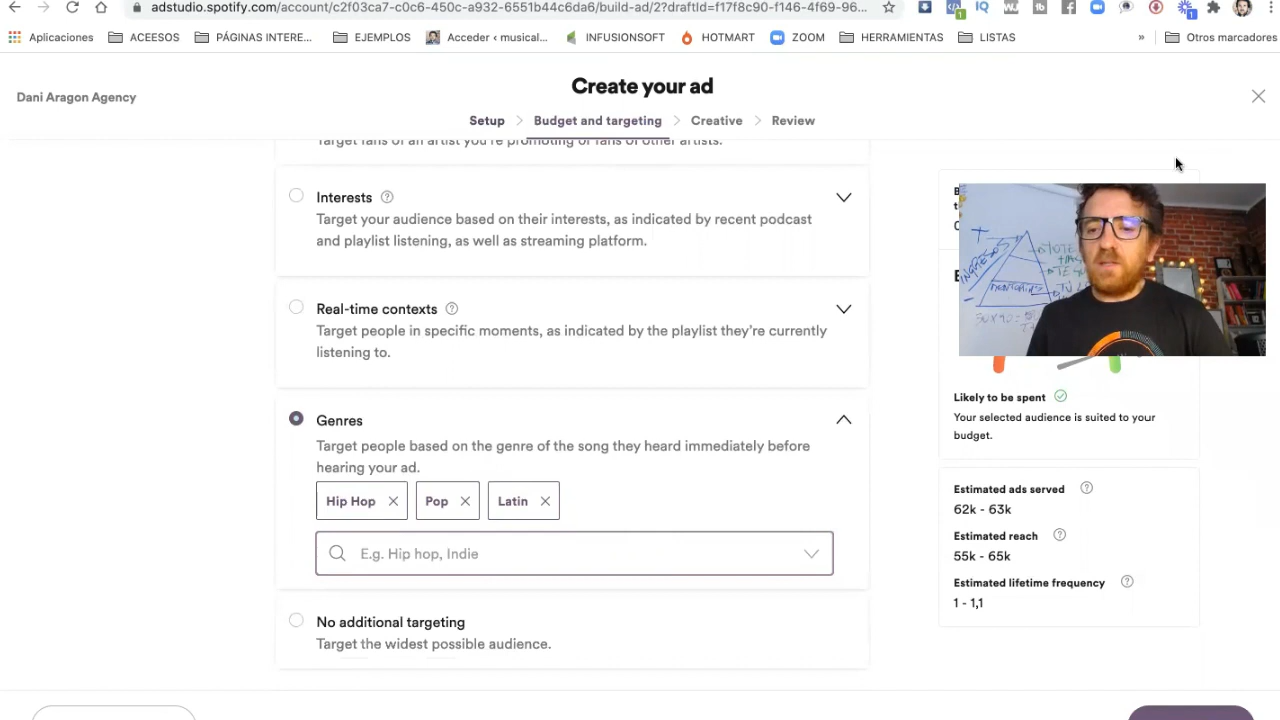 adstudio.spotify.com/account/c2f03ca7-c0c6-450c-a932-6551b44c6da6/build-ad/2?draftId=f17f8c90-f146-4f69-96...
Aplicaciones ACEESOS PÁGINAS INTERE... EJEMPLOS Acceder ‹ musical... INFUSIONSOFT HOTMART ZOOM HERRAMIENTAS LISTAS » Otros marcadores
Create your ad
Dani Aragon Agency
Setup > Budget and targeting > Creative > Review
Target fans of an artist you're promoting or fans of other artists.
Interests
Target your audience based on their interests, as indicated by recent podcast
and playlist listening, as well as streaming platform.
Real-time contexts
Target people in specific moments, as indicated by the playlist they're currently
listening to.
Genres
Target people based on the genre of the song they heard immediately before
hearing your ad.
Hip Hop Pop Latin
E.g. Hip hop, Indie
No additional targeting
Target the widest possible audience.
INGRESOS
Likely to be spent
Your selected audience is suited to your
budget.
Estimated ads served
62k - 63k
Estimated reach
55k - 65k
Estimated lifetime frequency
1 - 1,1